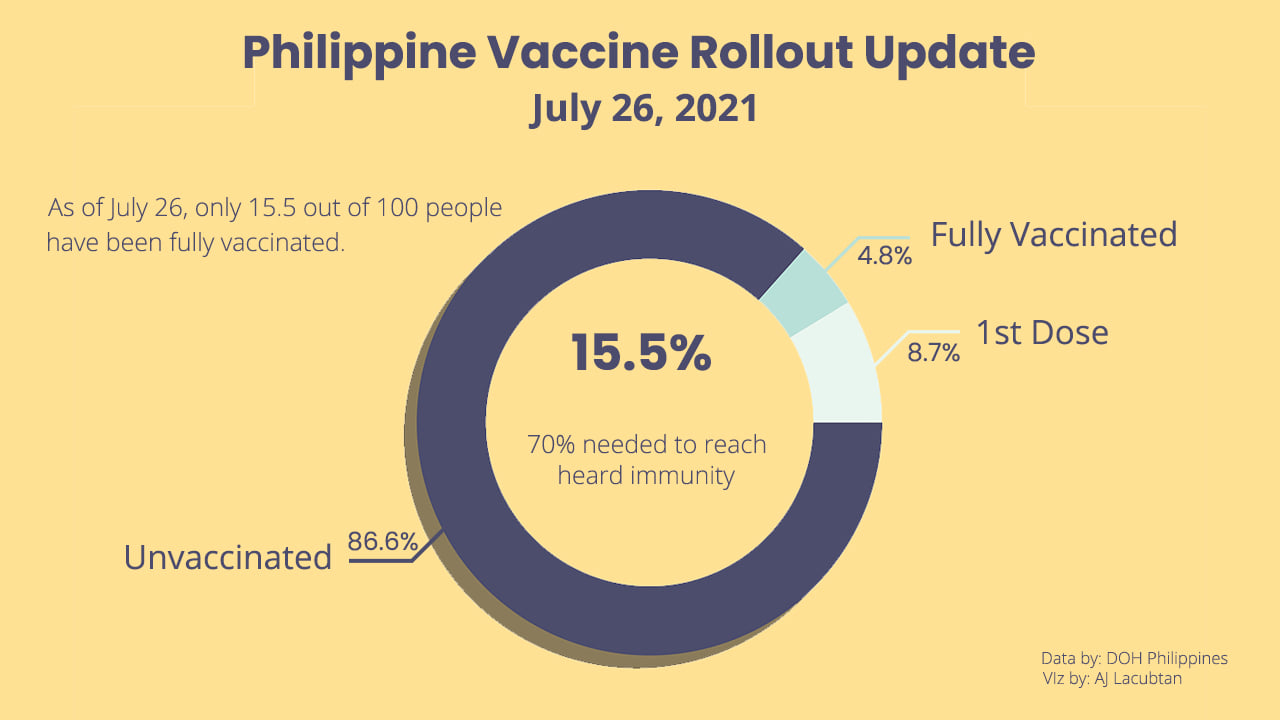 Philippine Vaccine Rollout Update
July 26, 2021
As of July 26, only 15.5 out of 100 people
have been fully vaccinated.
Fully Vaccinated
4.8%
1st Dose
8.7%
15.5%
70% needed to reach
heard immunity
Unvaccinated
86.6%
Data by: DOH Philippines
VIz by: AJ Lacubtan